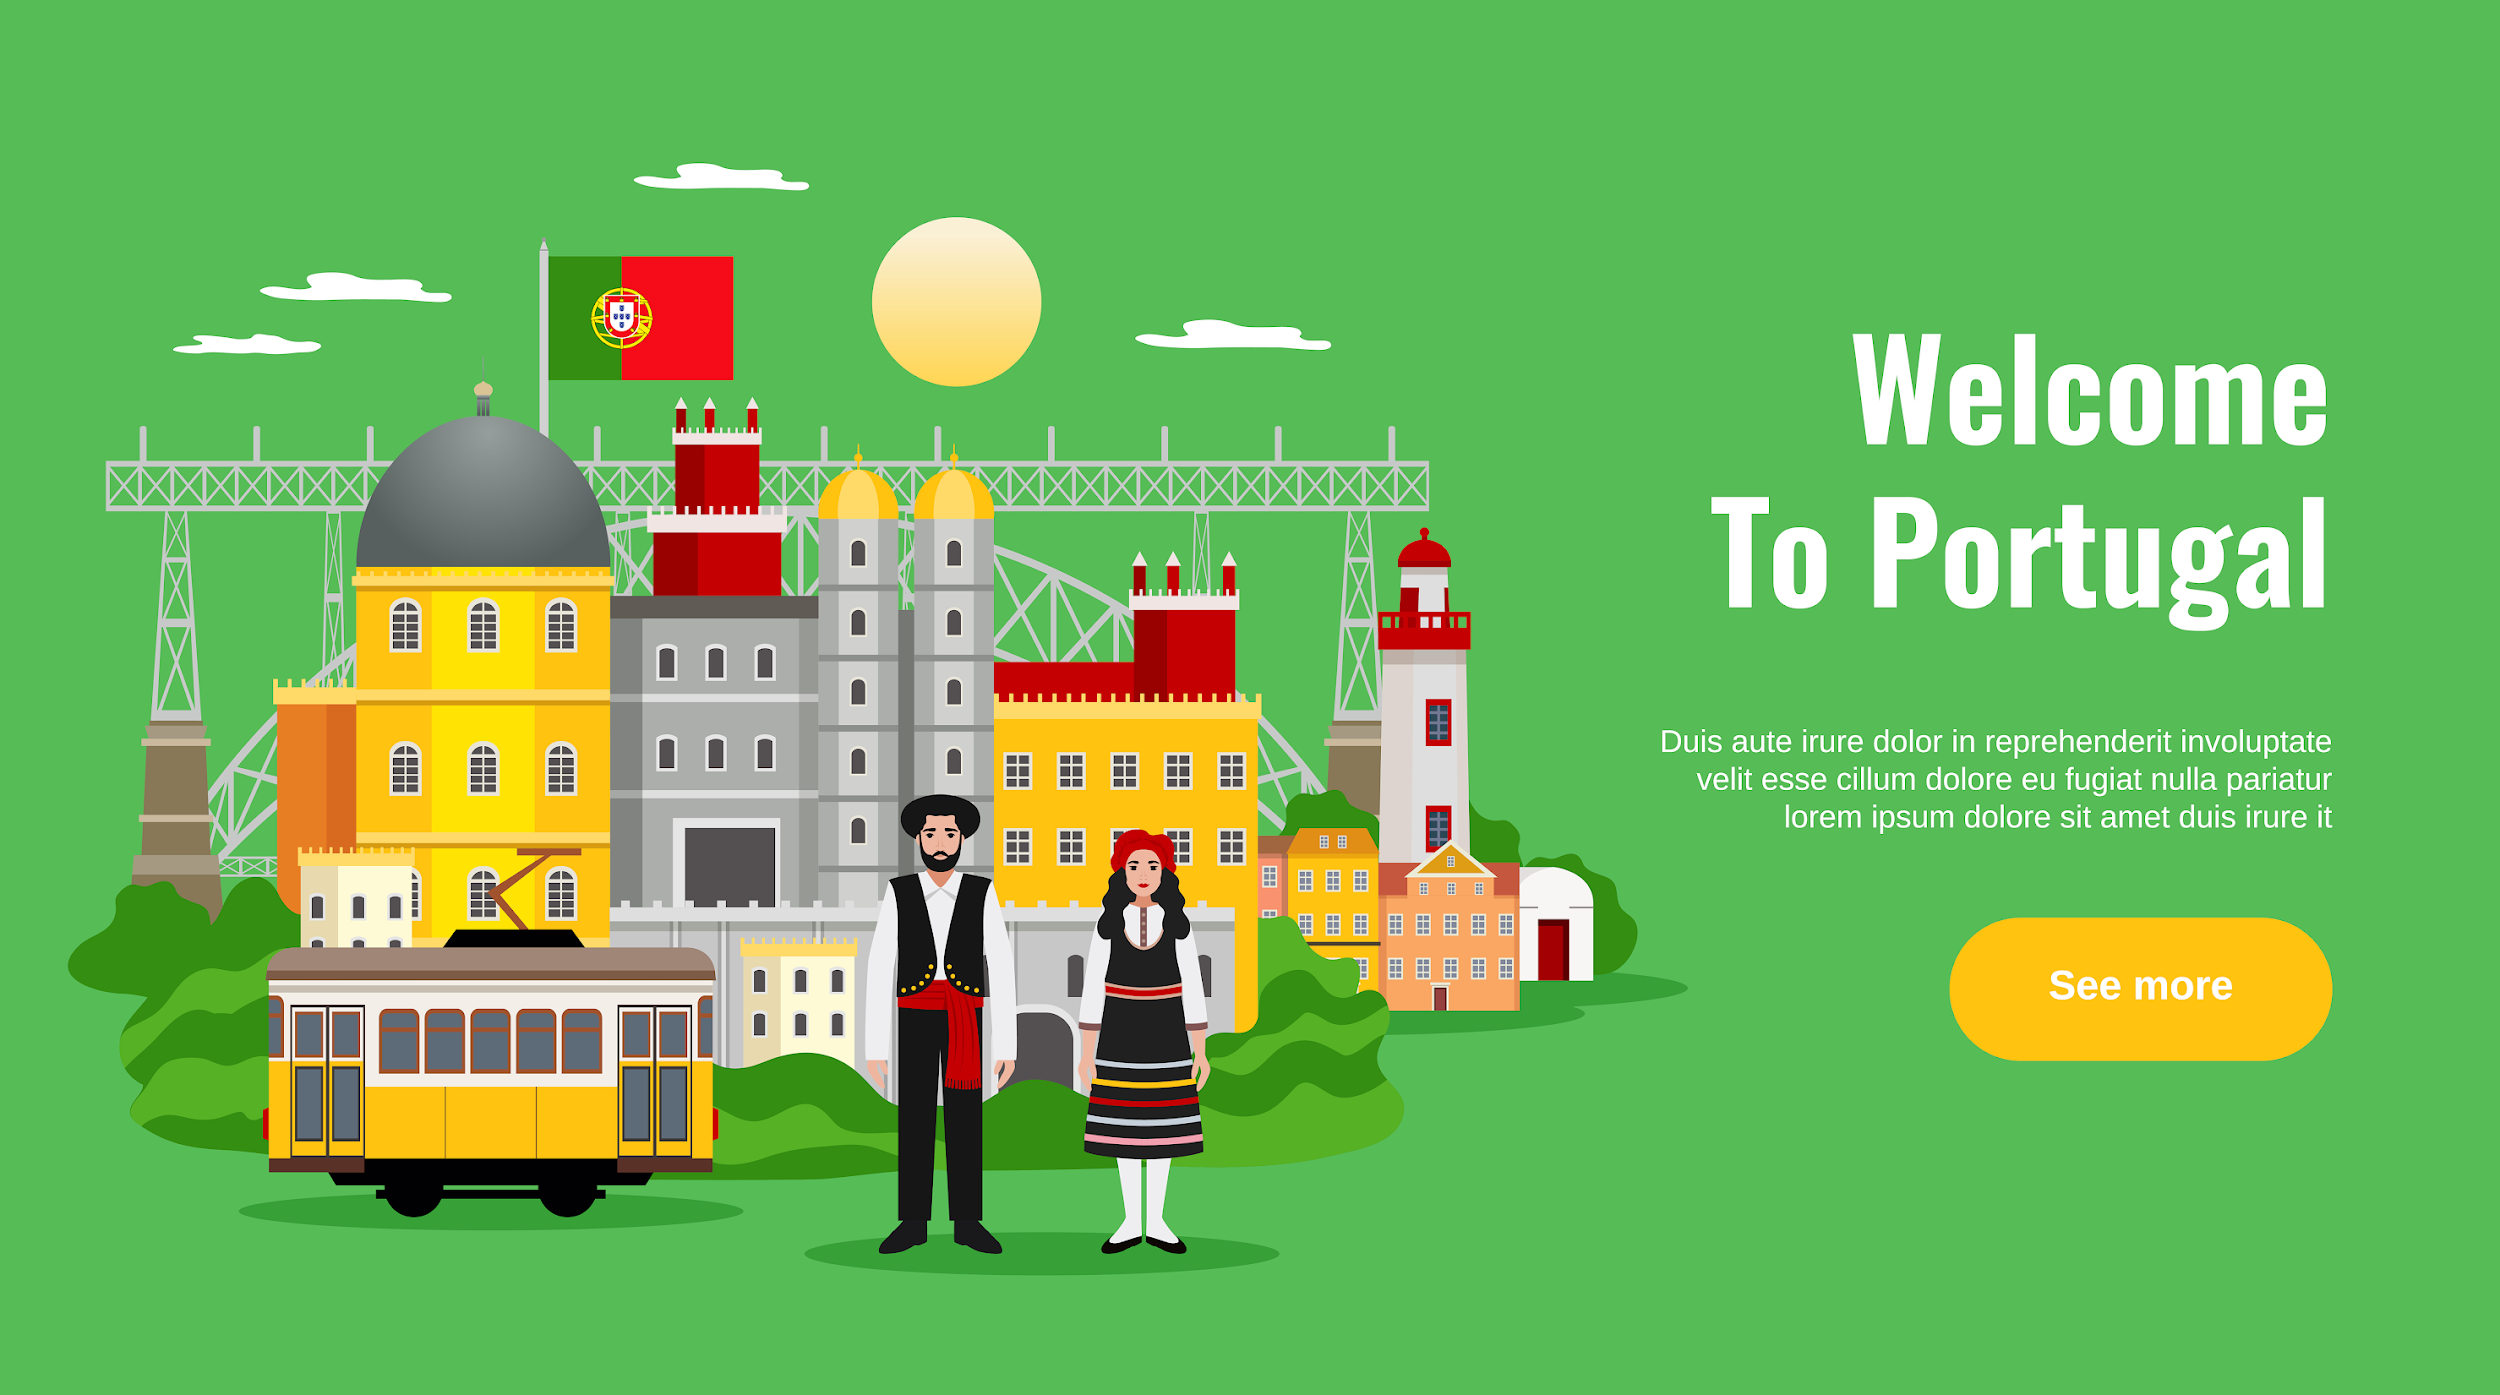 Welcome
To Portugal
Duis aute irure dolor in reprehenderit involuptate
velit esse cillum dolore eu fugiat nulla pariatur
lorem ipsum dolore sit amet duis irure it
See more